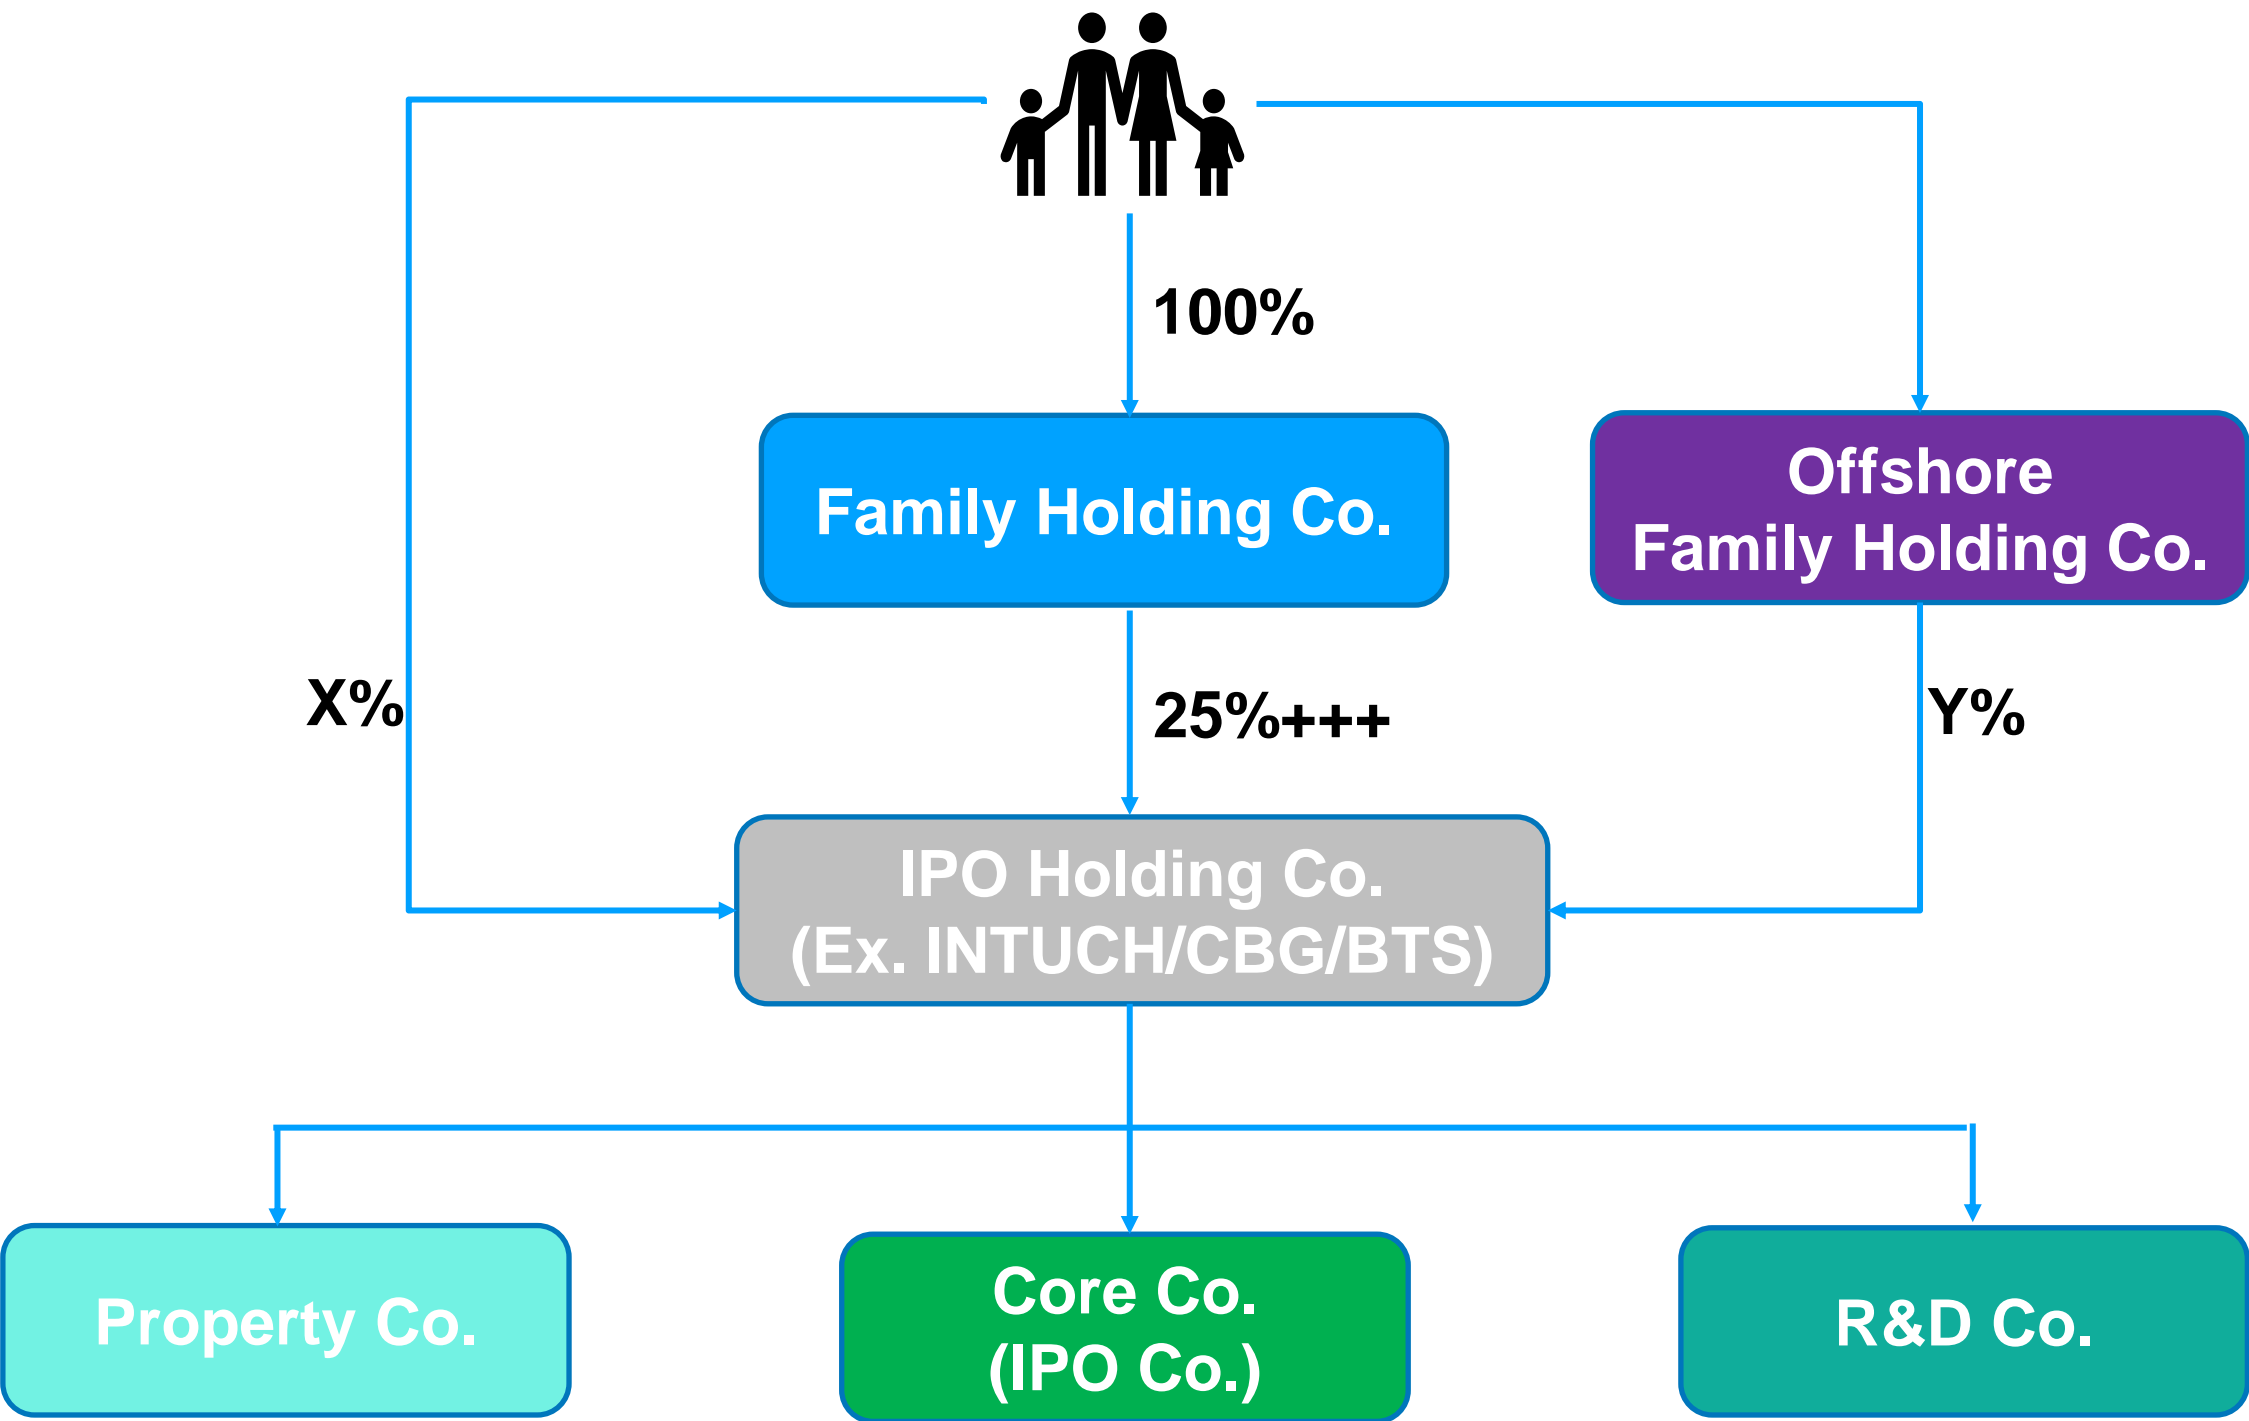 100%
Family Holding Co.
Offshore
Family Holding Co.
X%
25%+++
Y%
IPO Holding Co.
(Ex. INTUCH/CBG/BTS)
Property Co.
Core Co.
(IPO Co.)
R&D Co.